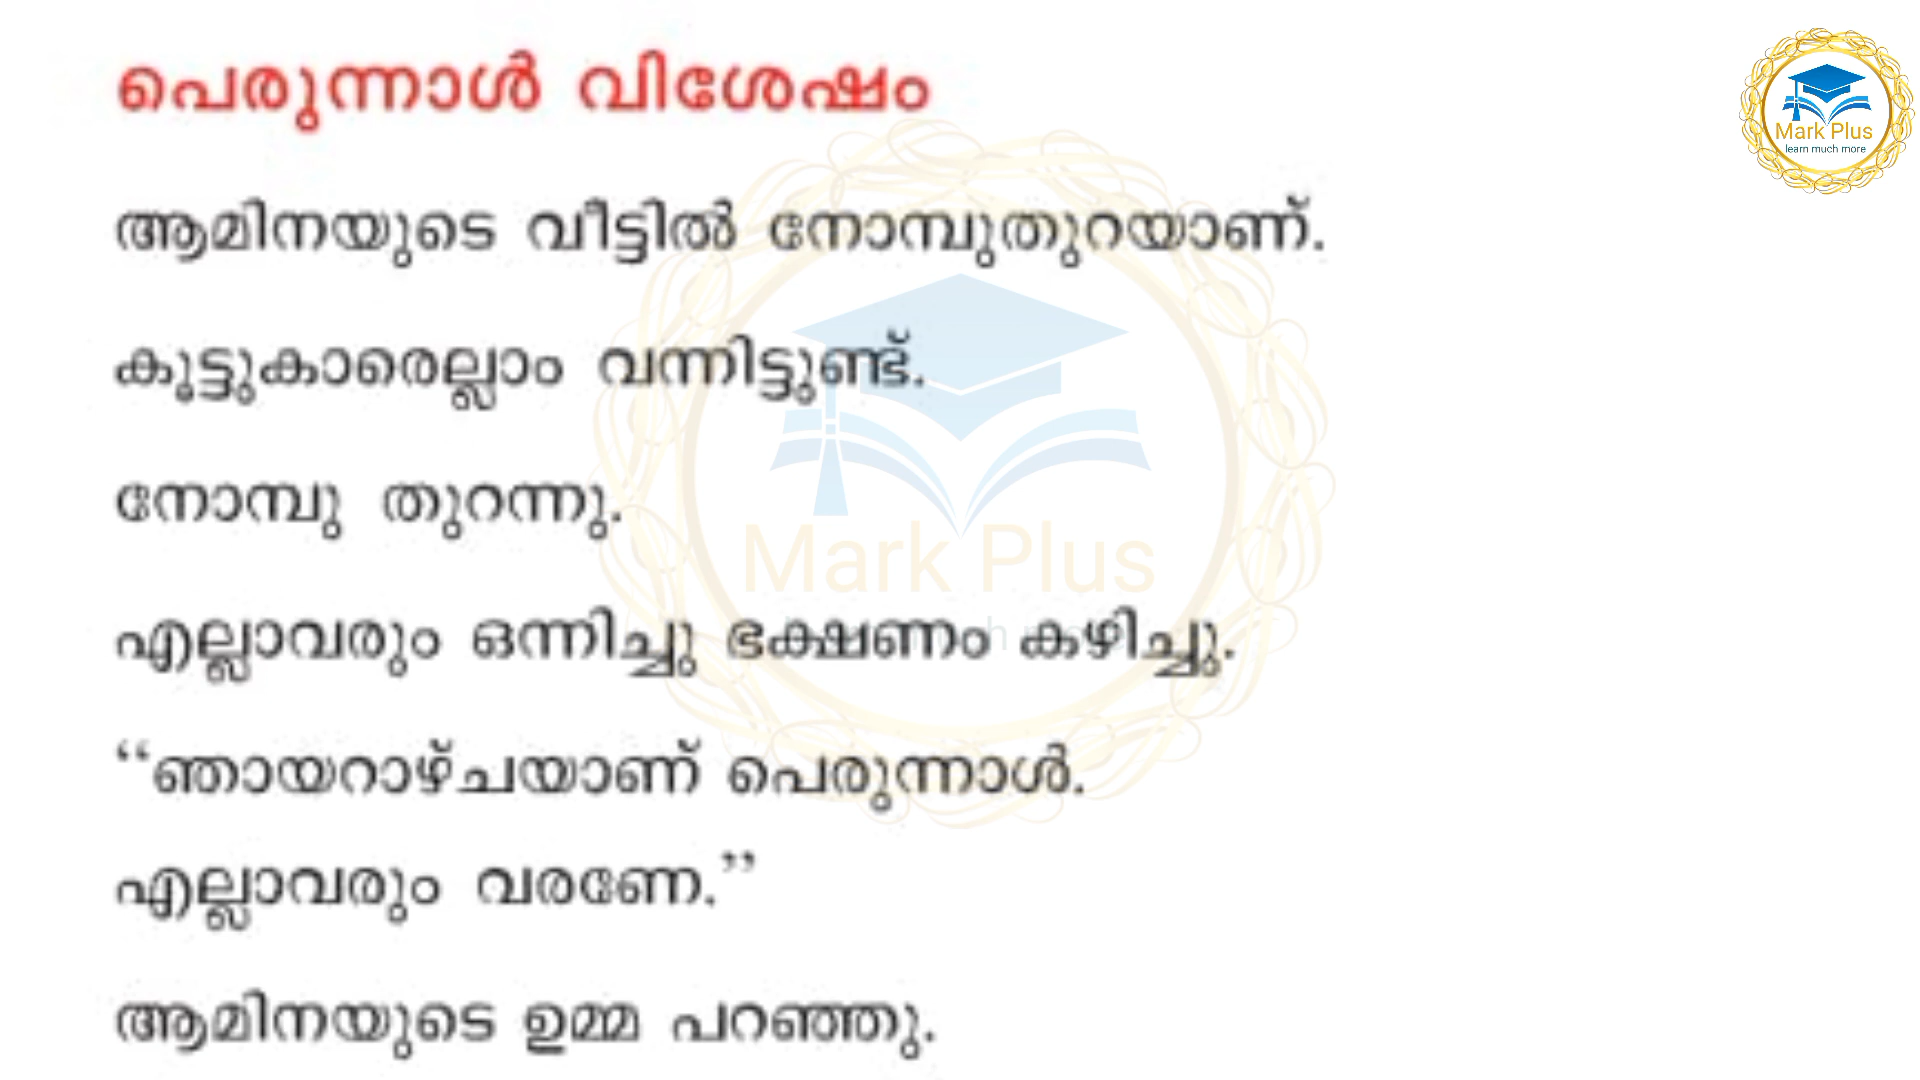 പെരുന്നാൾ വിശേഷം
ആമിനയുടെ വീട്ടിൽ നോമ്പുതുറയാണ്.
കൂട്ടുകാരെല്ലാം വന്നിട്ടുണ്ട്.
നോമ്പു തുറന്നു.
എല്ലാവരും ഒന്നിച്ചു ഭക്ഷണം കഴിച്ചു.
“ഞായറാഴ്ചയാണ് പെരുന്നാൾ.
എല്ലാവരും വരണേ.”
ആമിനയുടെ ഉമ്മ പറഞ്ഞു.
Mark Plus
learn much more
Mark Plus